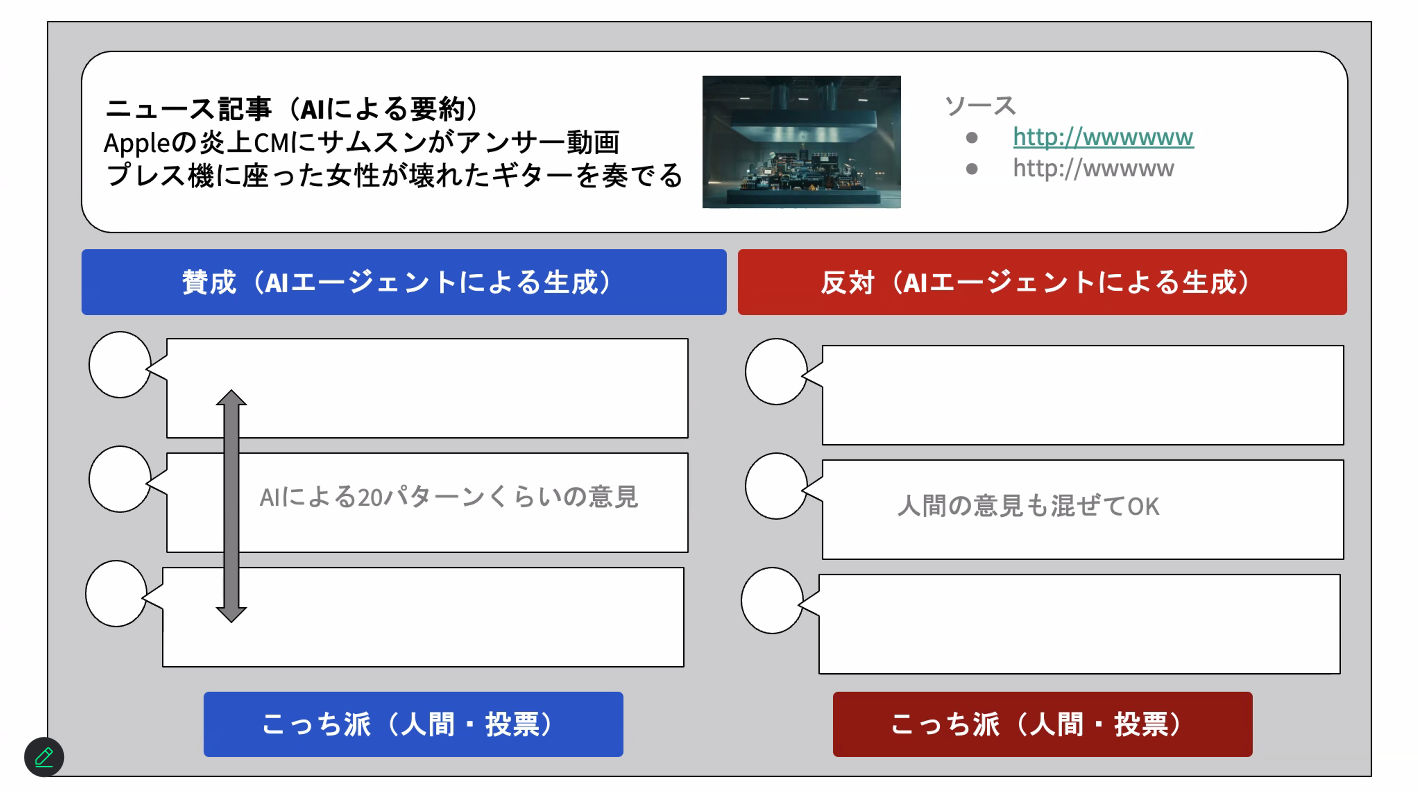 ニュース記事（AIによる要約）
Appleの炎上CMにサムスンがアンサー動画
プレス機に座った女性が壊れたギターを奏でる
ソース
● http://wwwwww
● http://wwwww
賛成（AIエージェントによる生成）
反対（AIエージェントによる生成）
AIによる20パターンくらいの意見
人間の意見も混ぜてOK
こっち派（人間・投票）
こっち派（人間・投票）